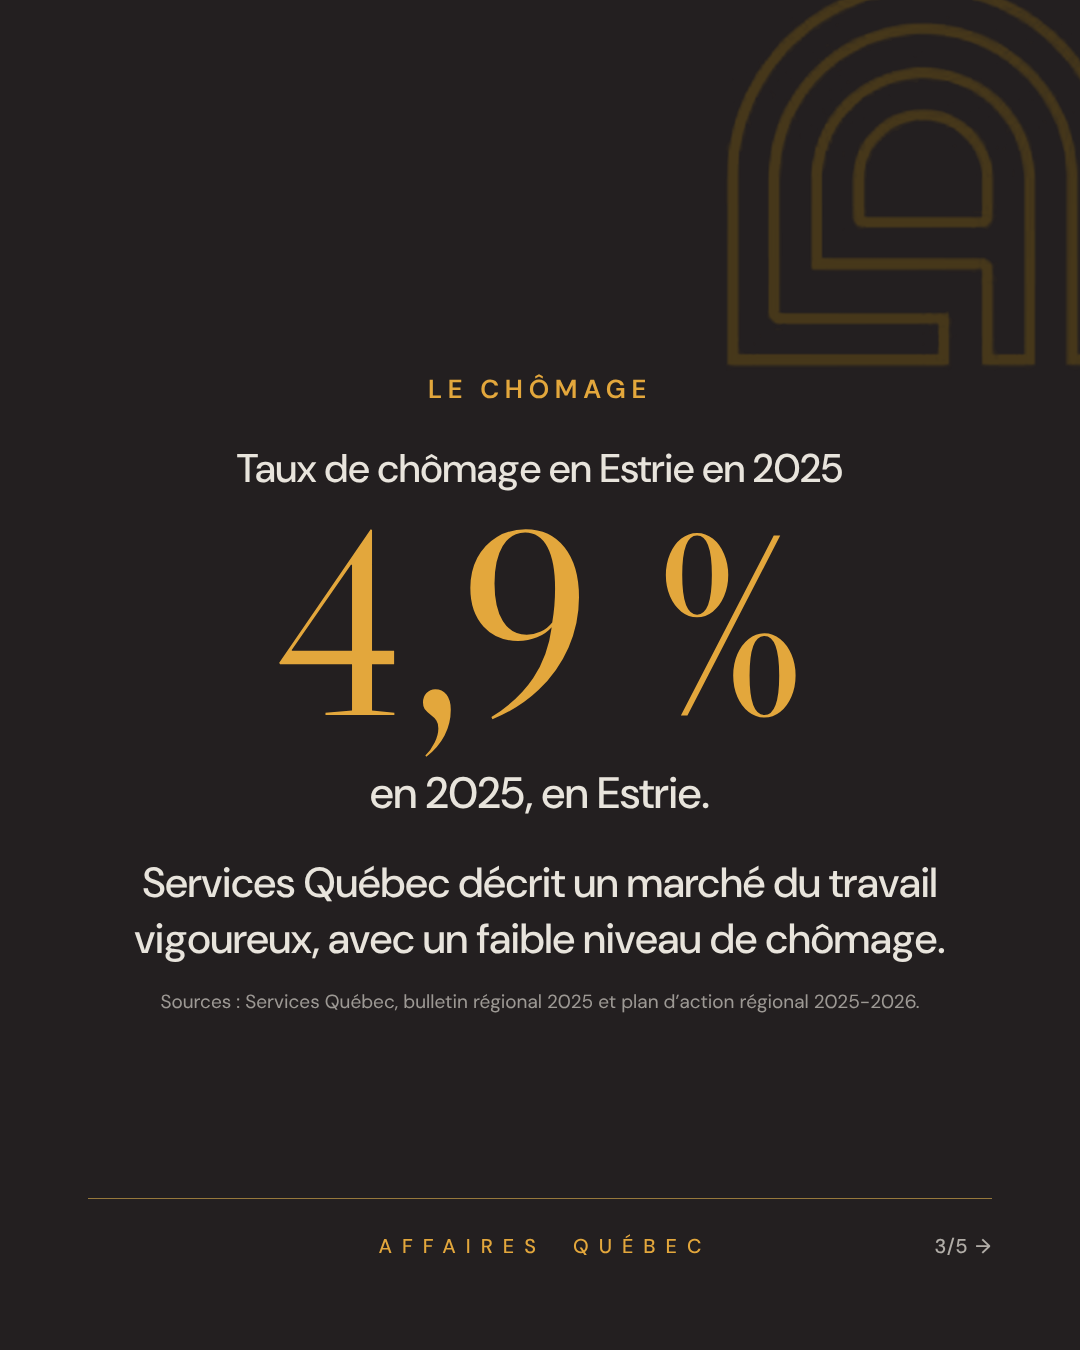 LE CHÔMAGE
Taux de chômage en Estrie en 2025
4,9 %
en 2025, en Estrie.
Services Québec décrit un marché du travail
vigoureux, avec un faible niveau de chômage.
Sources : Services Québec, bulletin régional 2025 et plan d’action régional 2025-2026.
AFFAIRES QUÉBEC
3/5 →